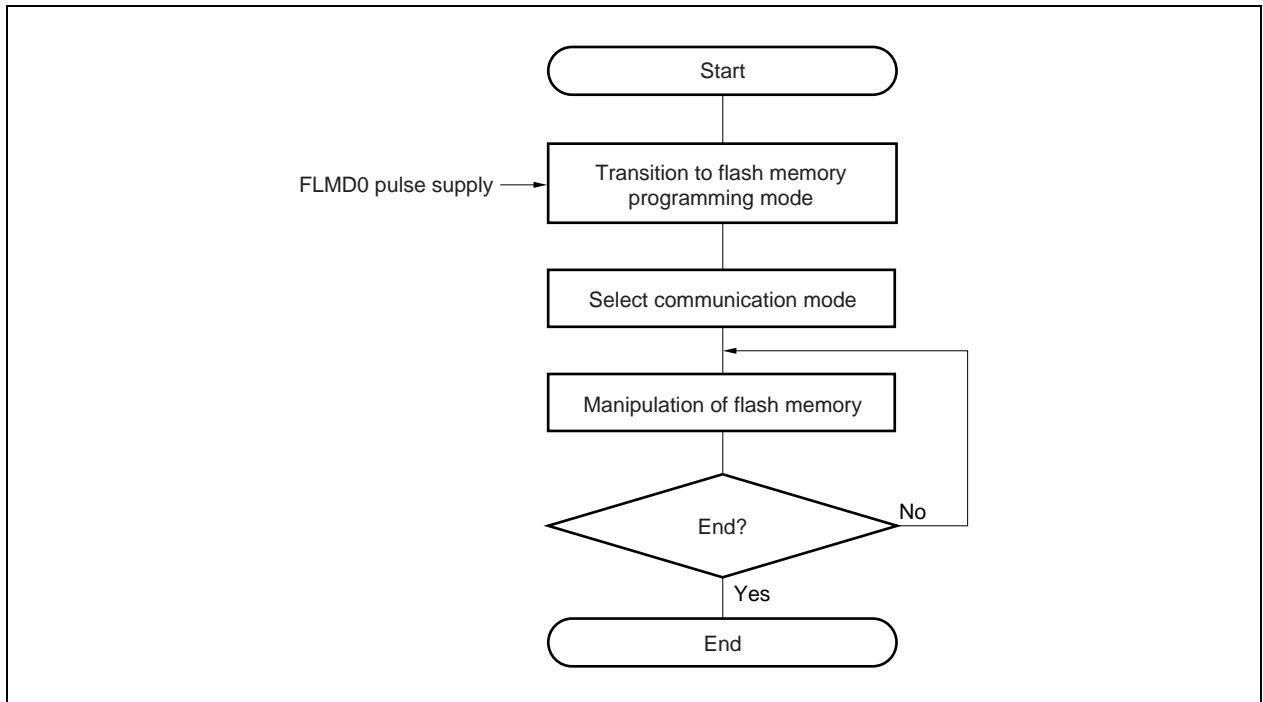 Start
FLMD0 pulse supply
Transition to flash memory
programming mode
Select communication mode
Manipulation of flash memory
End?
No
Yes
End